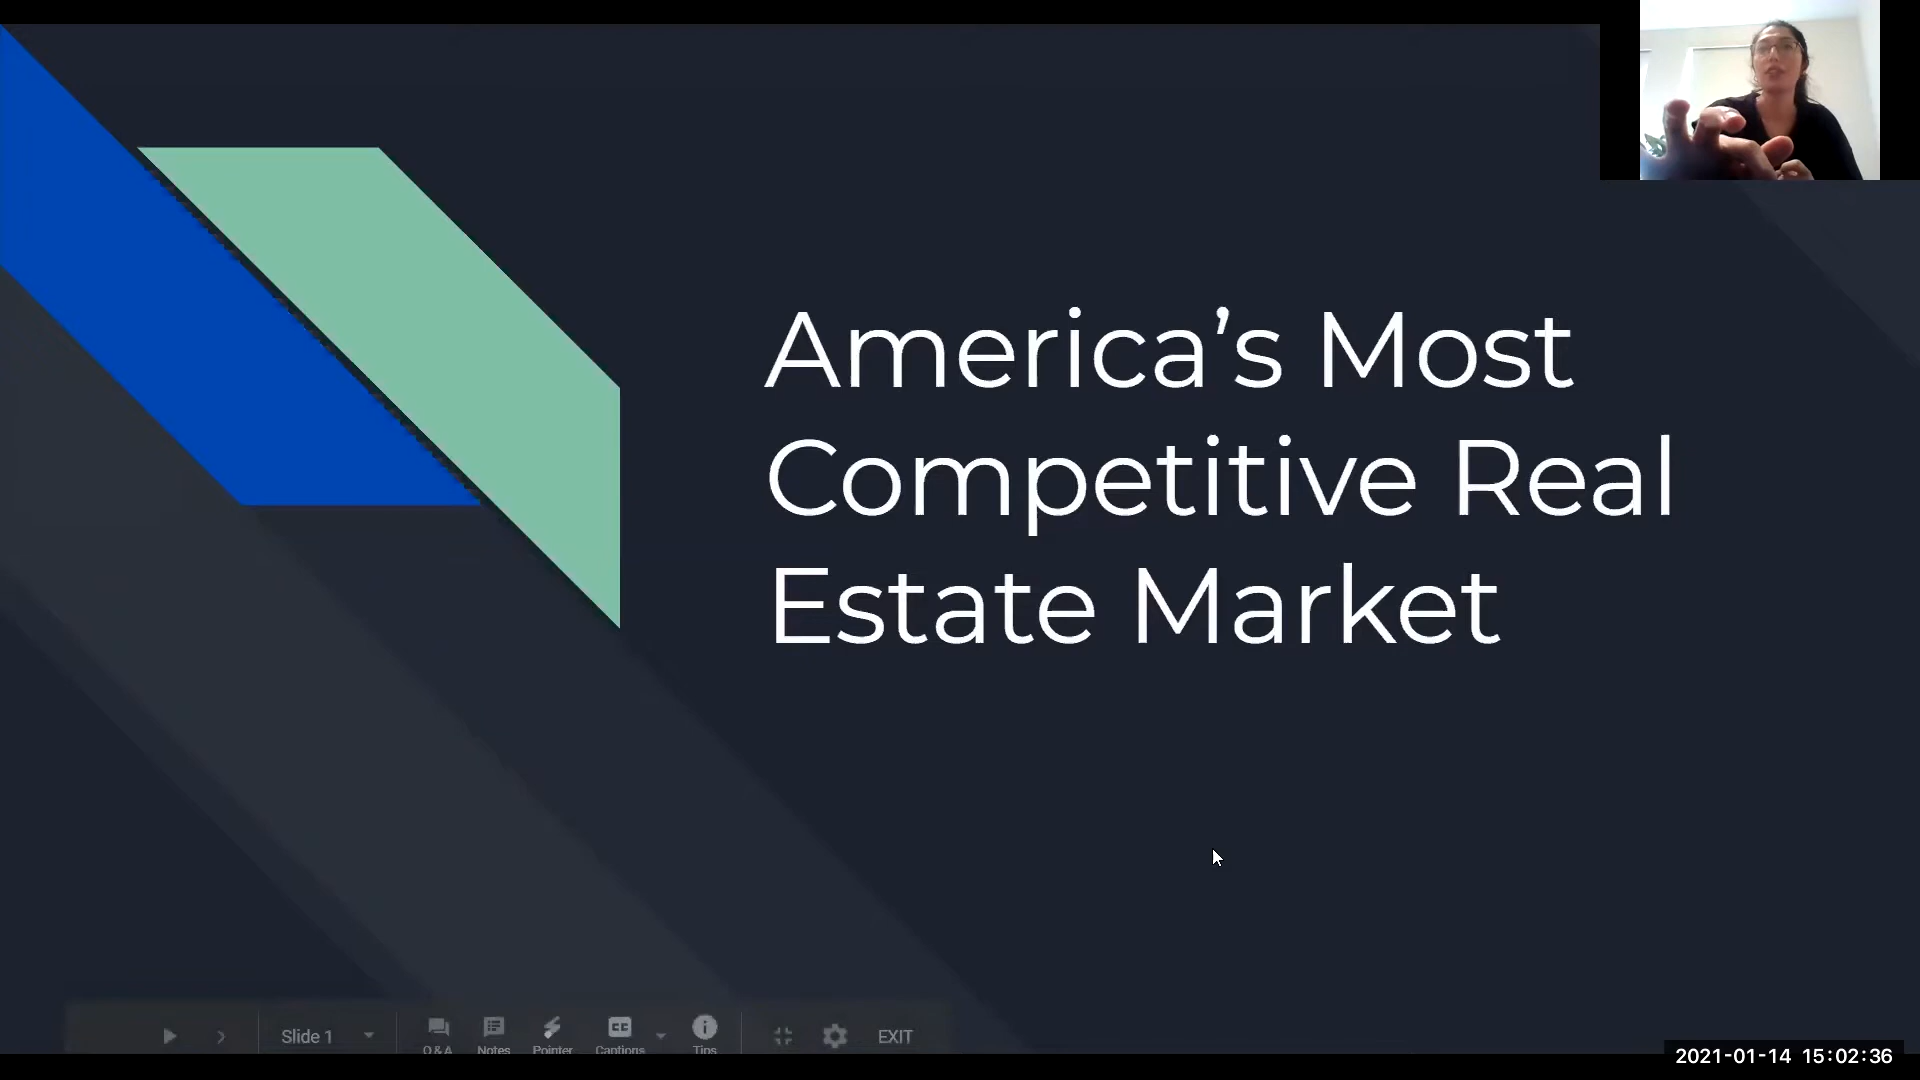 America’s Most
Competitive Real
Estate Market
Slide 1
Q & A
Notes
Pointer
CC
Captions
Tips
EXIT
2021-01-14 15:02:36